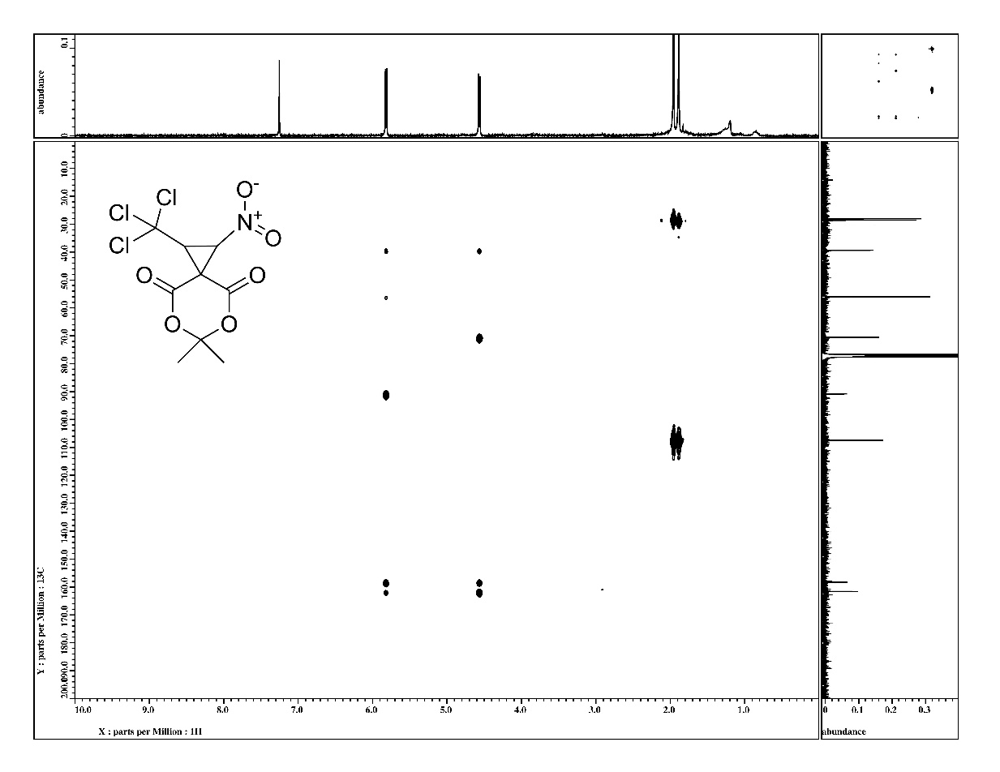 abundance
0 0.1
Y : parts per Million : 13C
10.0 20.0 30.0 40.0 50.0 60.0 70.0 80.0 90.0 100.0 110.0 120.0 130.0 140.0 150.0 160.0 170.0 180.0 190.0 200.0
O-
Cl
Cl N+
Cl O
O O
O O
10.0 9.0 8.0 7.0 6.0 5.0 4.0 3.0 2.0 1.0
X : parts per Million : 1H
0 0.1 0.2 0.3
abundance